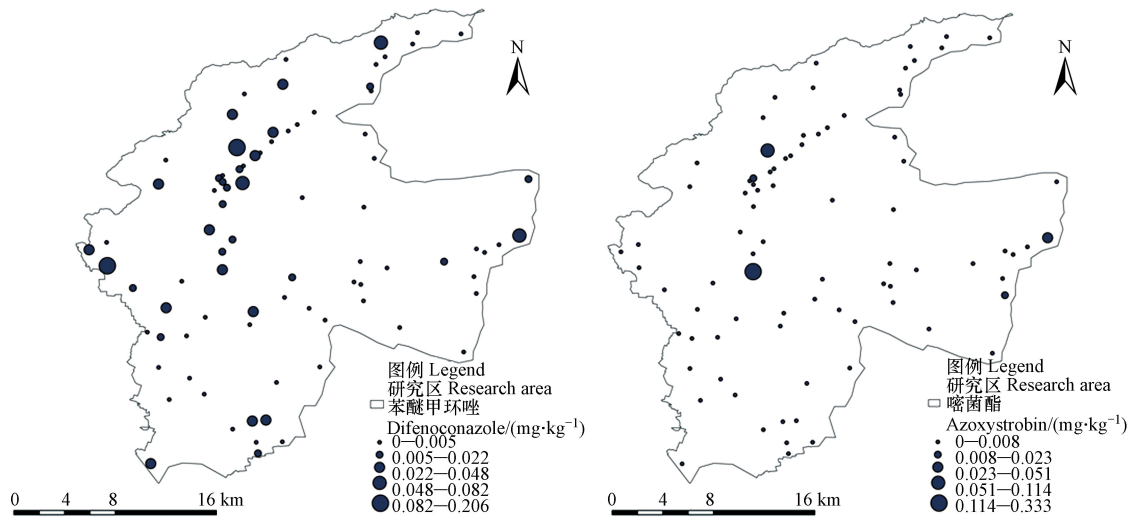 N
图例 Legend
研究区 Research area
苯醚甲环唑
Difenoconazole/(mg·kg⁻¹)
0—0.005
0.005—0.022
0.022—0.048
0.048—0.082
0.082—0.206
0 4 8 16 km
N
图例 Legend
研究区 Research area
嘧菌酯
Azoxystrobin/(mg·kg⁻¹)
0—0.008
0.008—0.023
0.023—0.051
0.051—0.114
0.114—0.333
0 4 8 16 km